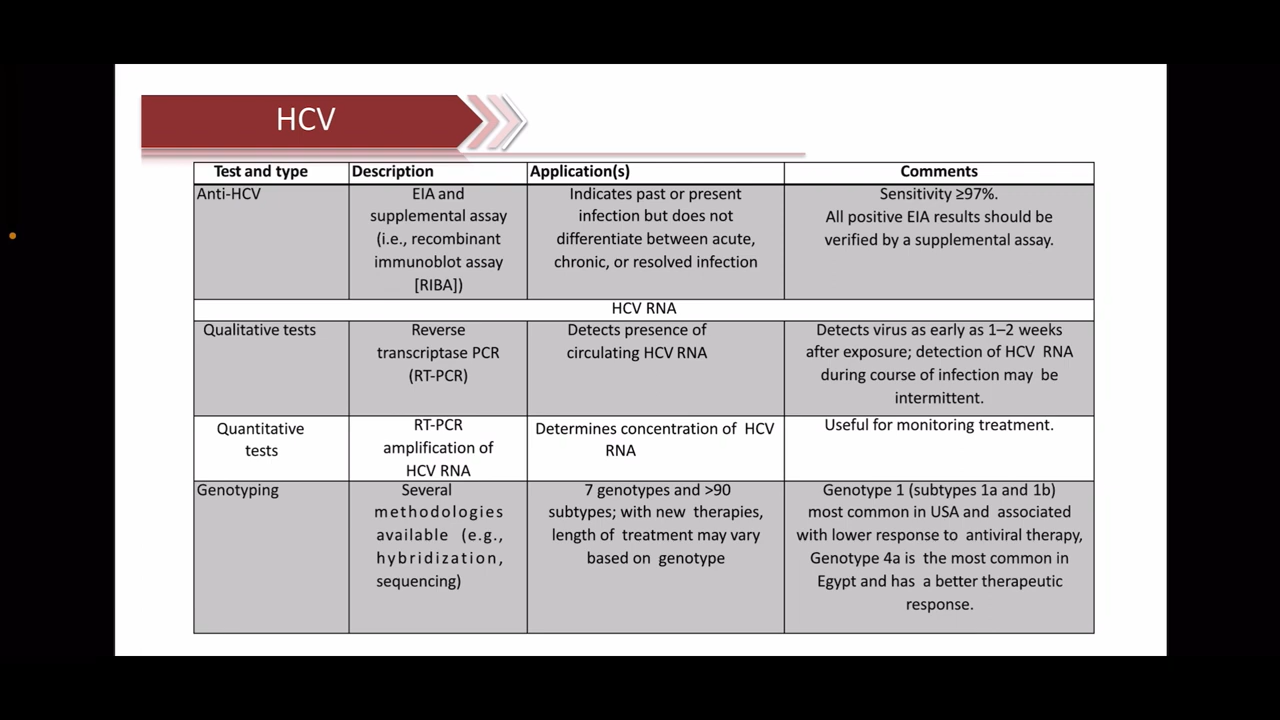 HCV
Test and type
Description
Application(s)
Comments
Anti-HCV
EIA and
supplemental assay
(i.e., recombinant
immunoblot assay
[RIBA])
Indicates past or present
infection but does not
differentiate between acute,
chronic, or resolved infection
Sensitivity ≥97%.
All positive EIA results should be
verified by a supplemental assay.
HCV RNA
Qualitative tests
Reverse
transcriptase PCR
(RT-PCR)
Detects presence of
circulating HCV RNA
Detects virus as early as 1–2 weeks
after exposure; detection of HCV RNA
during course of infection may be
intermittent.
Quantitative
tests
RT-PCR
amplification of
HCV RNA
Determines concentration of HCV
RNA
Useful for monitoring treatment.
Genotyping
Several
methodologies
available (e.g.,
hybridization,
sequencing)
7 genotypes and >90
subtypes; with new therapies,
length of treatment may vary
based on genotype
Genotype 1 (subtypes 1a and 1b)
most common in USA and associated
with lower response to antiviral therapy,
Genotype 4a is the most common in
Egypt and has a better therapeutic
response.